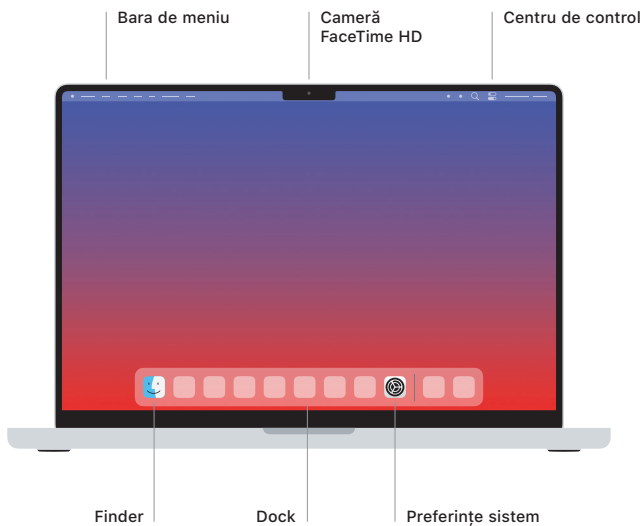 Bara de meniu
Cameră
FaceTime HD
Centru de control
Finder
Dock
Preferințe sistem